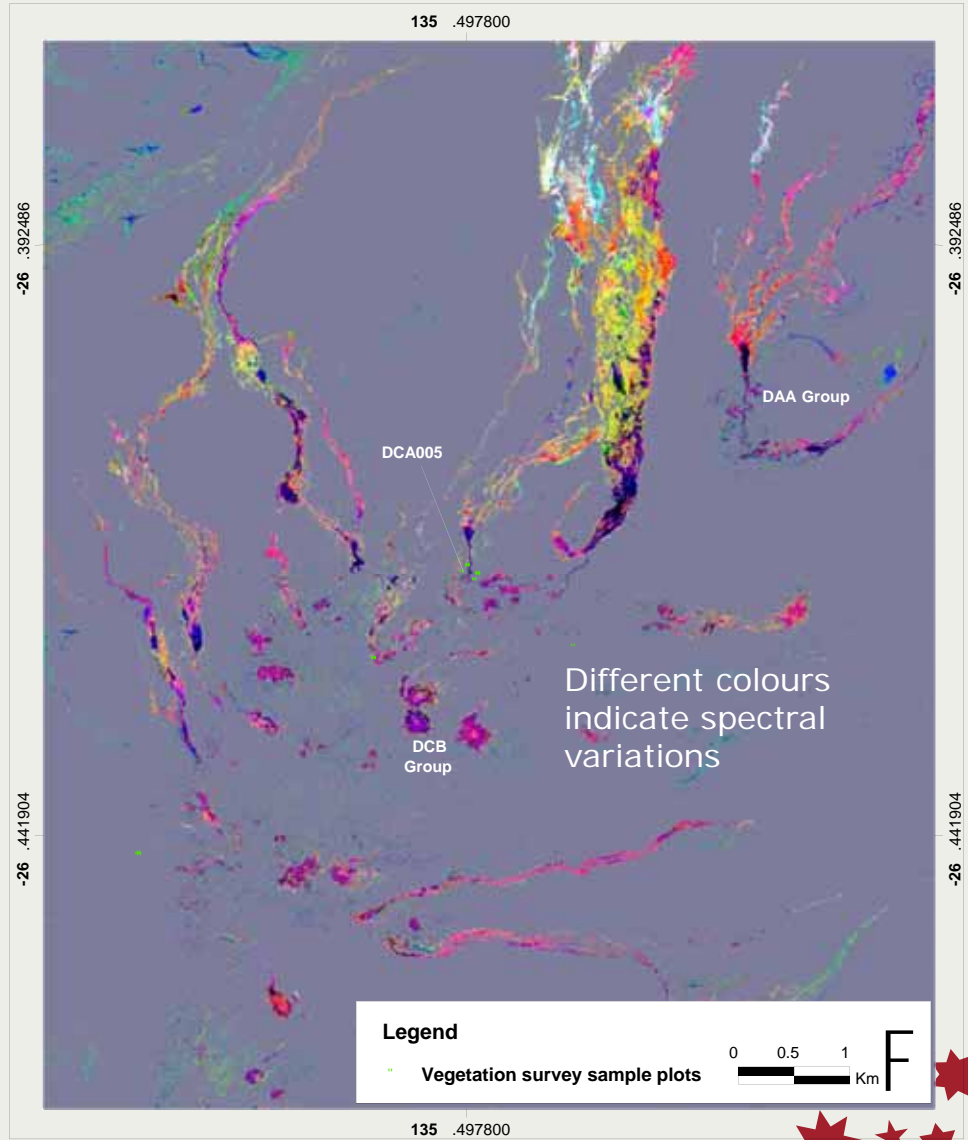 135 .497800
-26 .392486
-26 .392486
DAA Group
DCA005
Different colours
indicate spectral
variations
DCB
Group
-26 .441904
-26 .441904
Legend
Vegetation survey sample plots
0 0.5 1
Km
F
135 .497800